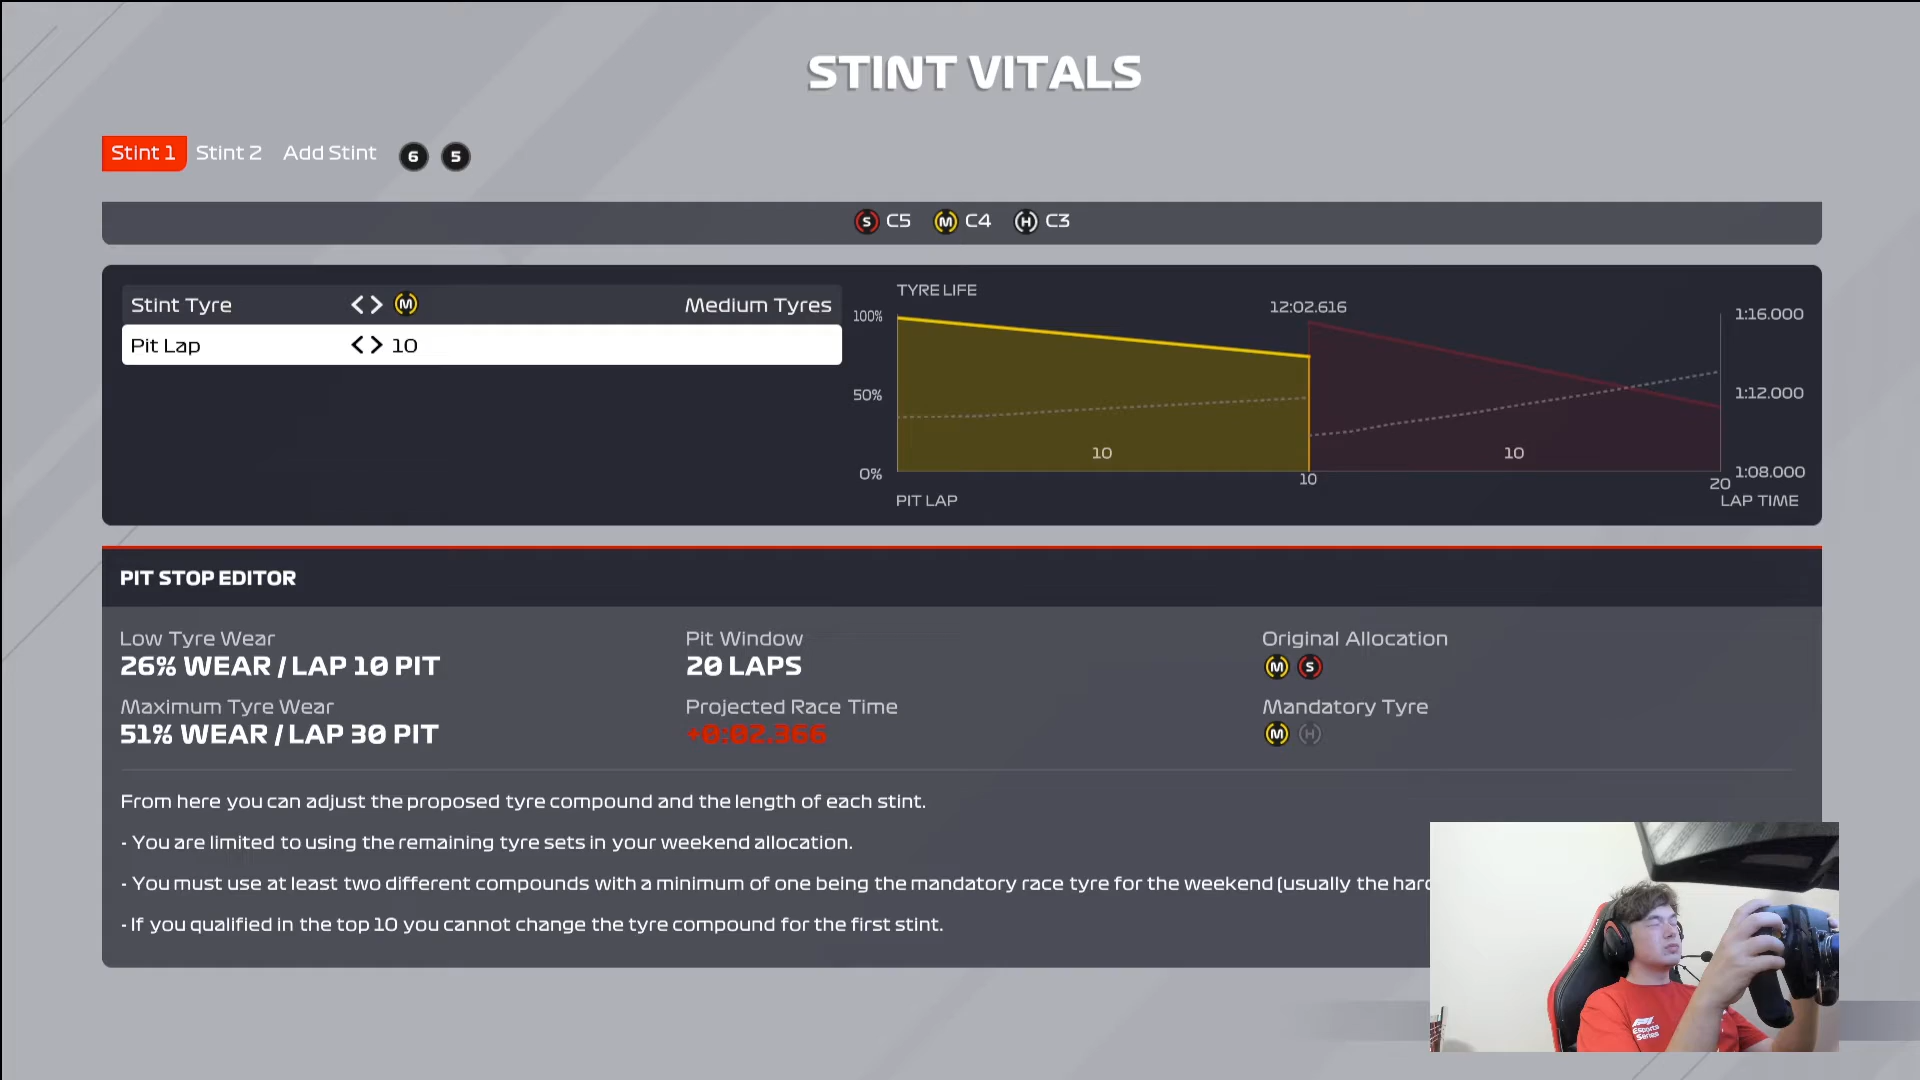 STINT VITALS
Stint 1 Stint 2 Add Stint 6 5
S C5 M C4 H C3
Stint Tyre < > M Medium Tyres
Pit Lap < > 10
TYRE LIFE
100%
50%
0%
12:02.616
1:16.000
1:12.000
1:08.000
10 10
10
20
PIT LAP
LAP TIME
PIT STOP EDITOR
Low Tyre Wear
26% WEAR / LAP 10 PIT
Maximum Tyre Wear
51% WEAR / LAP 30 PIT
Pit Window
20 LAPS
Projected Race Time
+0:02.366
Original Allocation
M S
Mandatory Tyre
M H
From here you can adjust the proposed tyre compound and the length of each stint.
- You are limited to using the remaining tyre sets in your weekend allocation.
- You must use at least two different compounds with a minimum of one being the mandatory race tyre for the weekend (usually the hard
- If you qualified in the top 10 you cannot change the tyre compound for the first stint.
F1
Esports
Series